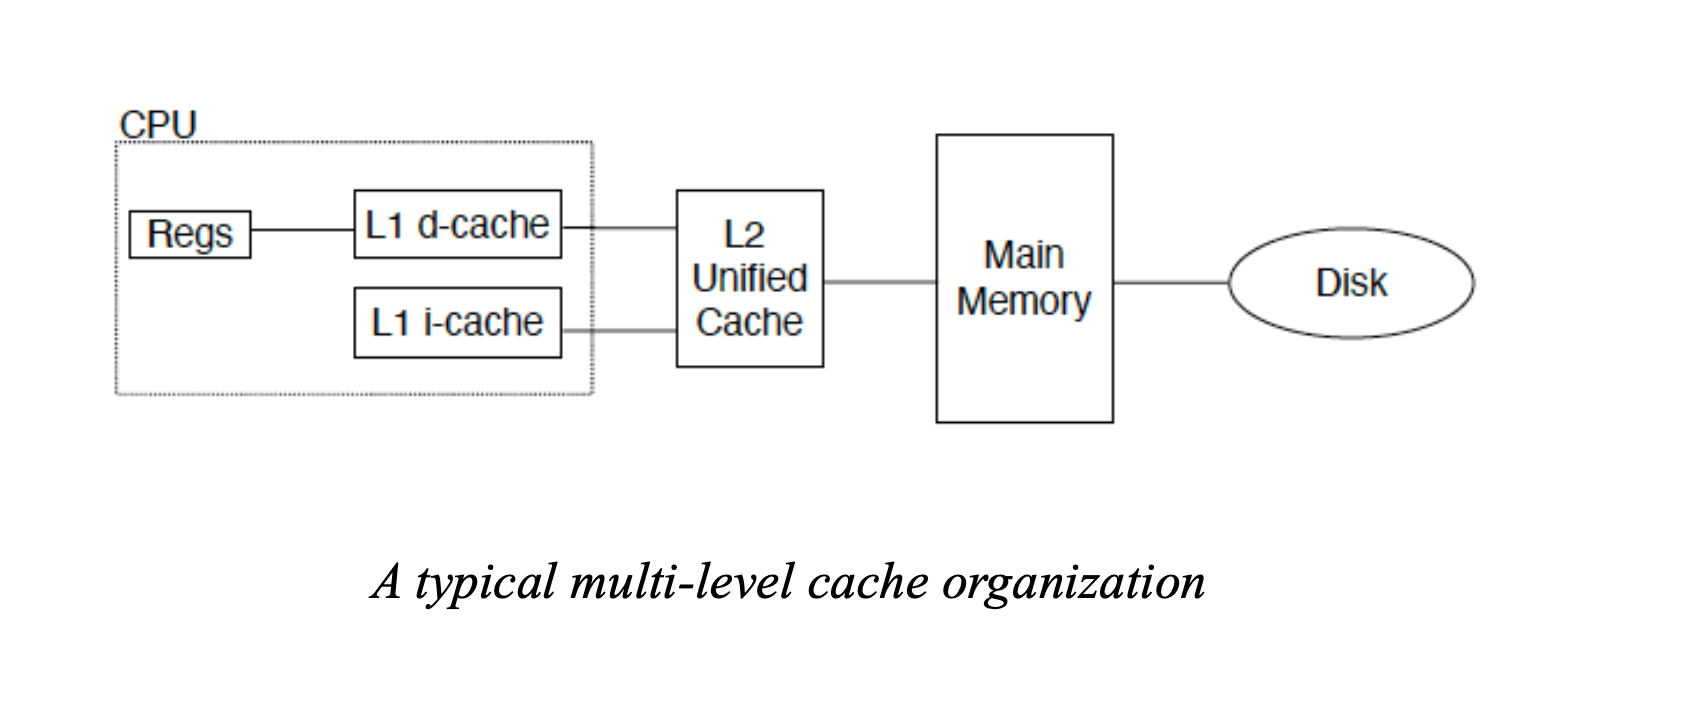 CPU
Regs
L1 d-cache
L1 i-cache
L2
Unified
Cache
Main
Memory
Disk
A typical multi-level cache organization